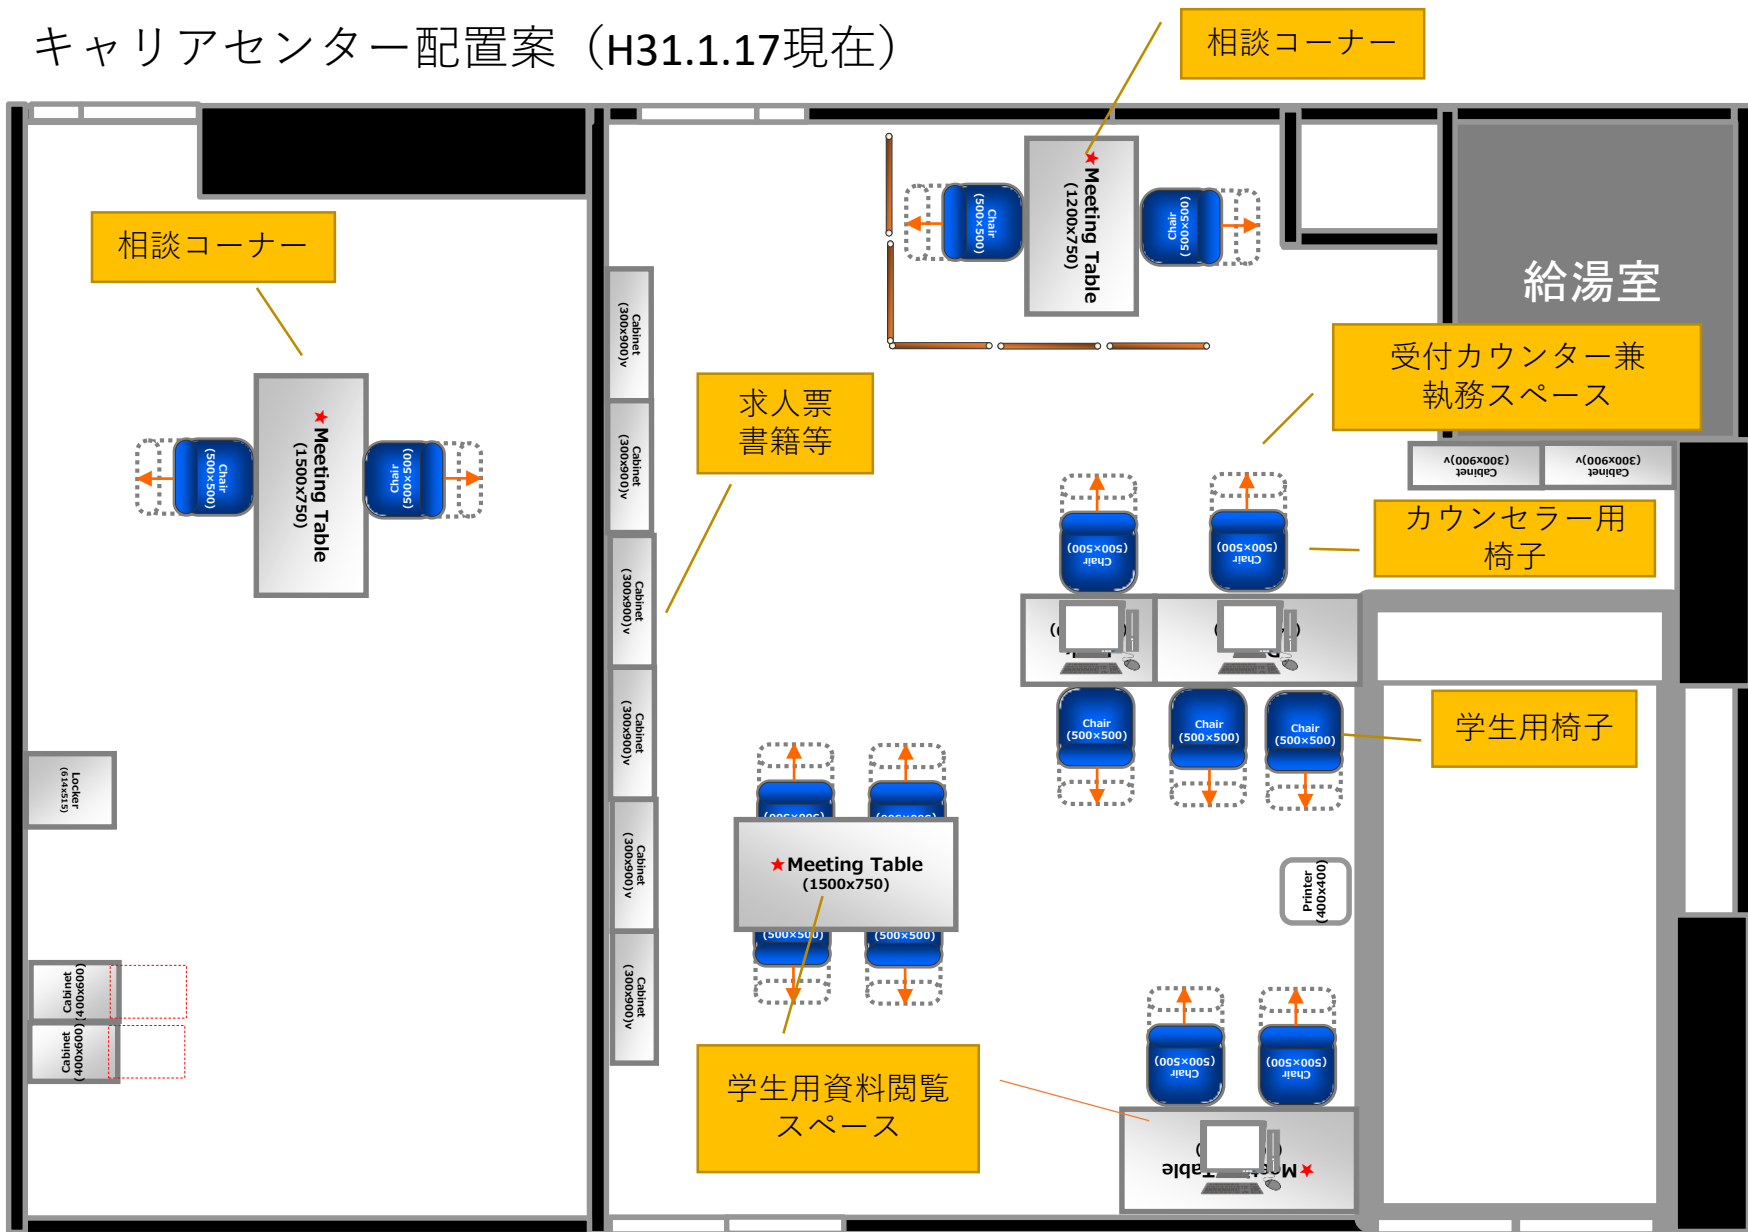 キャリアセンター配置案（H31.1.17現在）
相談コーナー
★Meeting Table
(1200x750)
Chair
(500×500)
Chair
(500×500)
給湯室
相談コーナー
★Meeting Table
(1500x750)
Chair
(500×500)
Chair
(500×500)
Cabinet
(300x900)v
Cabinet
(300x900)v
Cabinet
(300x900)v
Cabinet
(300x900)v
Cabinet
(300x900)v
Cabinet
(300x900)v
求人票
書籍等
受付カウンター兼
執務スペース
Cabinet
(300x900)v
Cabinet
(300x900)v
カウンセラー用
椅子
Chair
(500×500)
Chair
(500×500)
Chair
(500×500)
Chair
(500×500)
Chair
(500×500)
学生用椅子
Locker
(914x515)
★Meeting Table
(1500x750)
(500×500)
(500×500)
Printer
(400x400)
Cabinet
(400x600)
Cabinet
(400x600)
Chair
(500×500)
Chair
(500×500)
学生用資料閲覧
スペース
Table